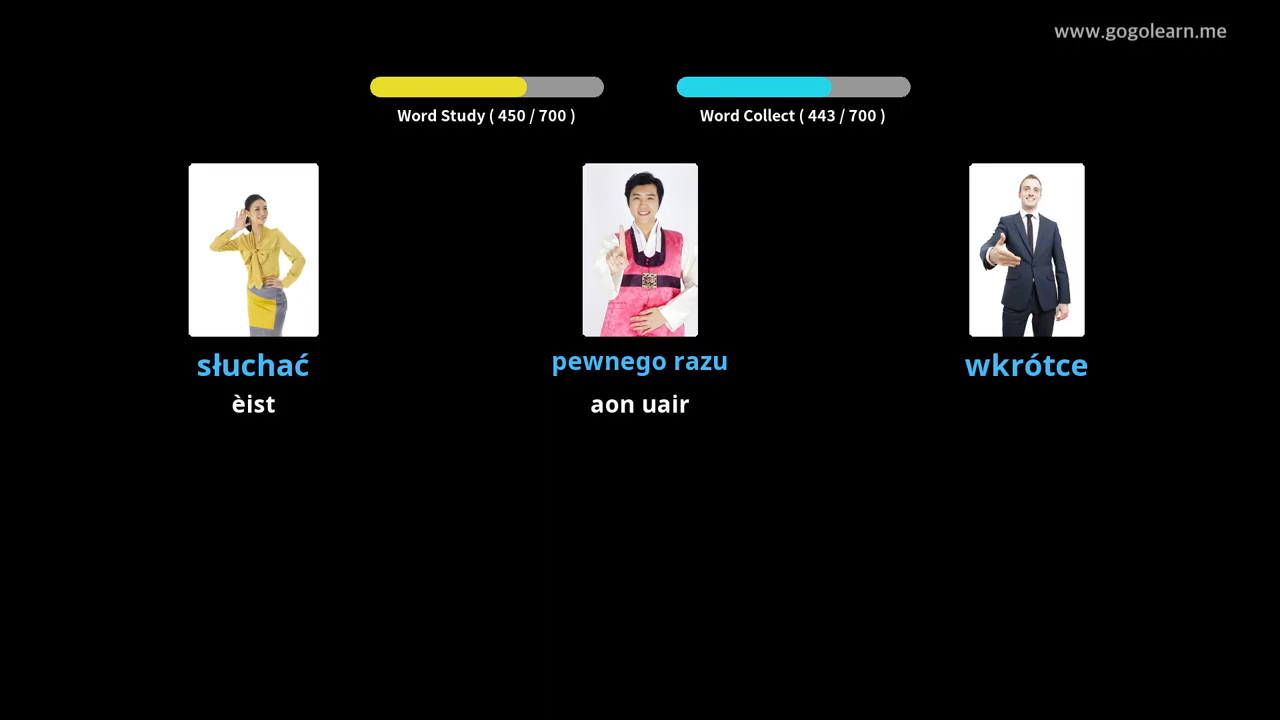 www.gogolearn.me
Word Study ( 450 / 700 )
Word Collect ( 443 / 700 )
słuchać
pewnego razu
wkrótce
èist
aon uair